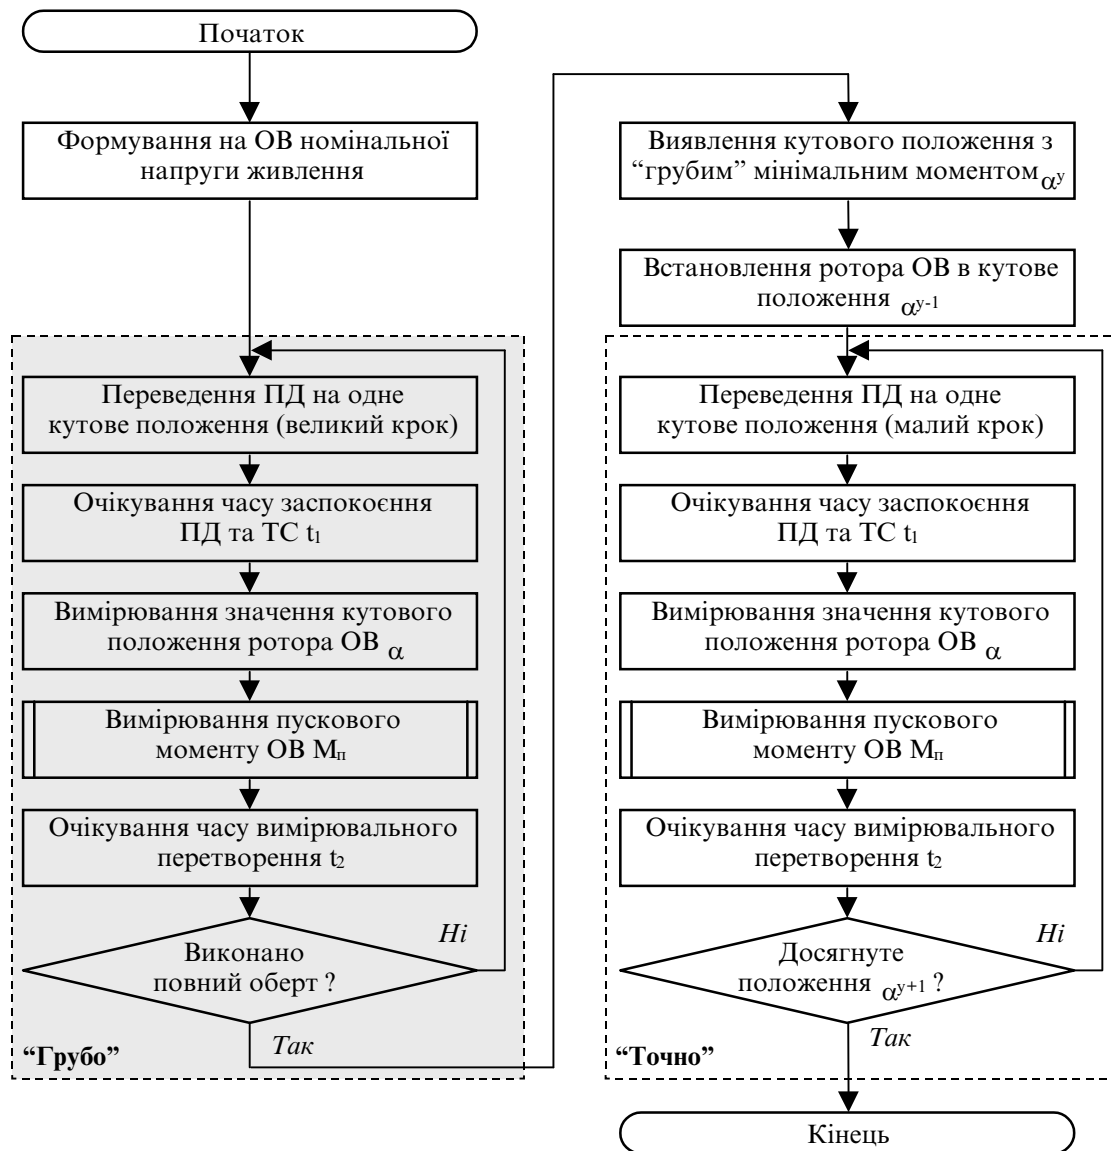 Початок
Формування на ОВ номінальної
напруги живлення
Переведення ПД на одне
кутове положення (великий крок)
Очікування часу заспокоєння
ПД та ТС t₁
Вимірювання значення кутового
положення ротора ОВ α
Вимірювання пускового
моменту ОВ Мп
Очікування часу вимірювального
перетворення t₂
Виконано
повний оберт ?
Ні
Так
“Грубо”
Виявлення кутового положення з
“грубим” мінімальним моментом αʸ
Встановлення ротора ОВ в кутове
положення αʸ⁻¹
Переведення ПД на одне
кутове положення (малий крок)
Очікування часу заспокоєння
ПД та ТС t₁
Вимірювання значення кутового
положення ротора ОВ α
Вимірювання пускового
моменту ОВ Мп
Очікування часу вимірювального
перетворення t₂
Досягнуте
положення αʸ⁺¹ ?
Ні
Так
“Точно”
Кінець